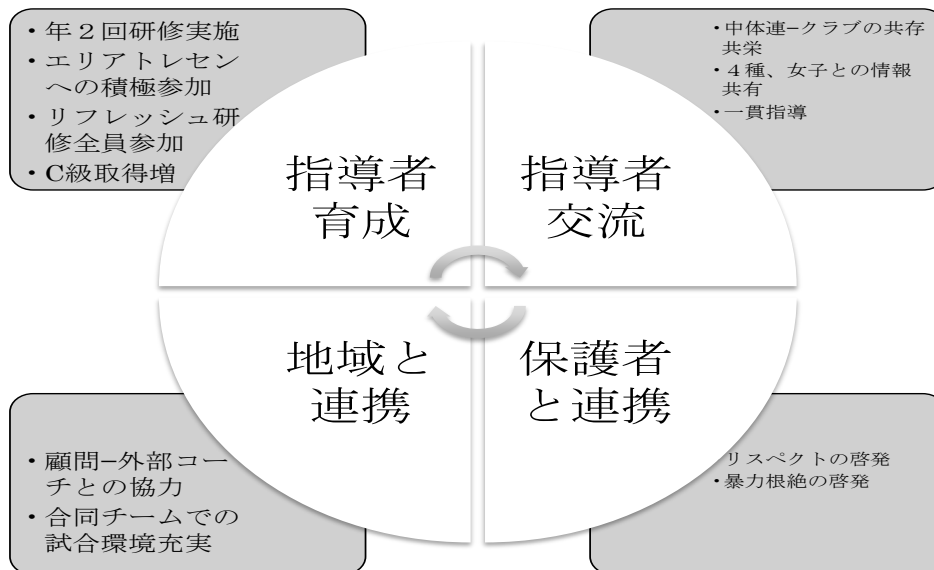 ・年２回研修実施
・エリアトレセン
への積極参加
・リフレッシュ研
修全員参加
・C級取得増
指導者
育成
・中体連–クラブの共存
共栄
・４種、女子との情報
共有
・一貫指導
指導者
交流
地域と
連携
・顧問–外部コー
チとの協力
・合同チームでの
試合環境充実
保護者
と連携
リスペクトの啓発
・暴力根絶の啓発